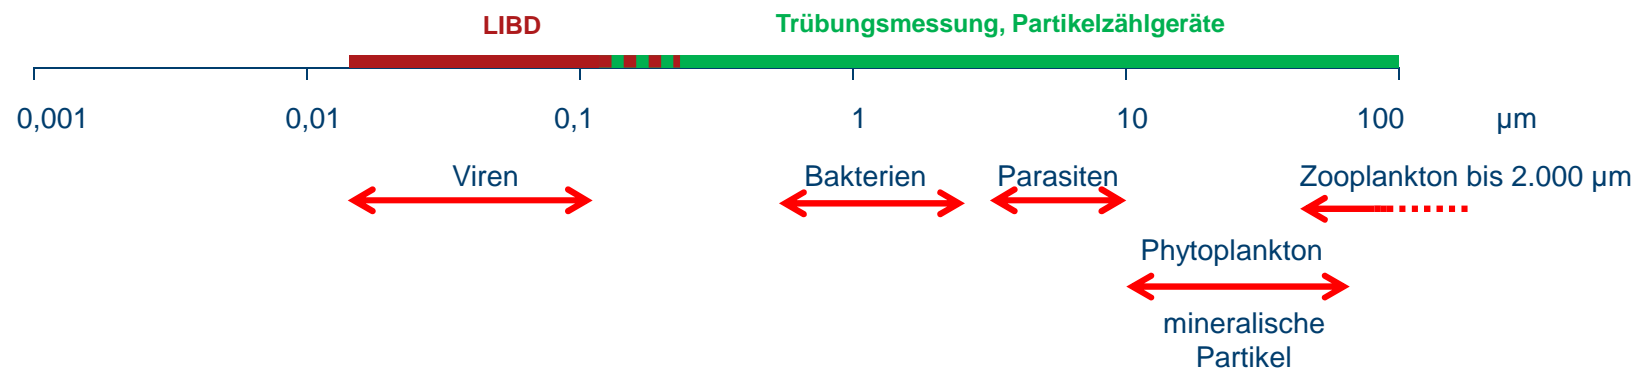 LIBD
Trübungsmessung, Partikelzählgeräte
0,001 0,01 0,1 1 10 100 µm
Viren Bakterien Parasiten Zooplankton bis 2.000 µm
Phytoplankton
mineralische
Partikel